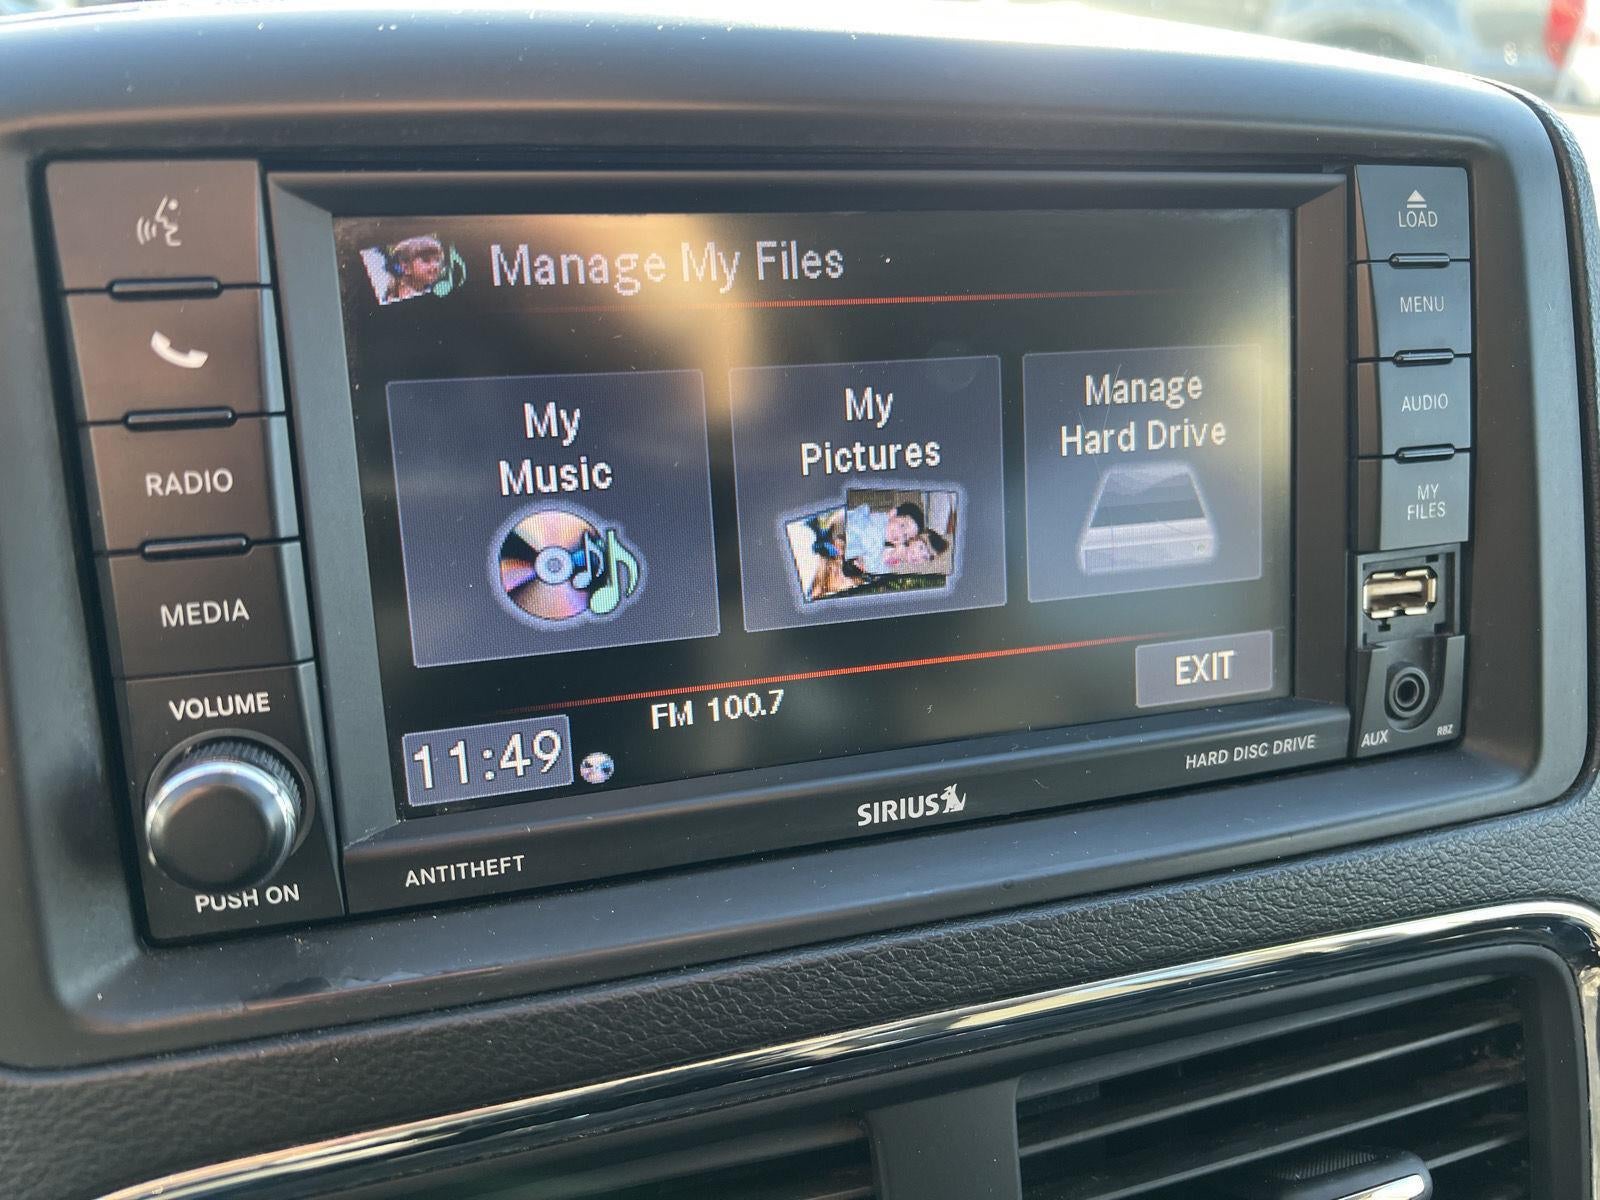 Manage My Files
My
Music
My
Pictures
Manage
Hard Drive
FM 100.7
EXIT
11:49
RADIO
MEDIA
VOLUME
PUSH ON
LOAD
MENU
AUDIO
MY
FILES
AUX
RBZ
HARD DISC DRIVE
SIRIUS
ANTITHEFT